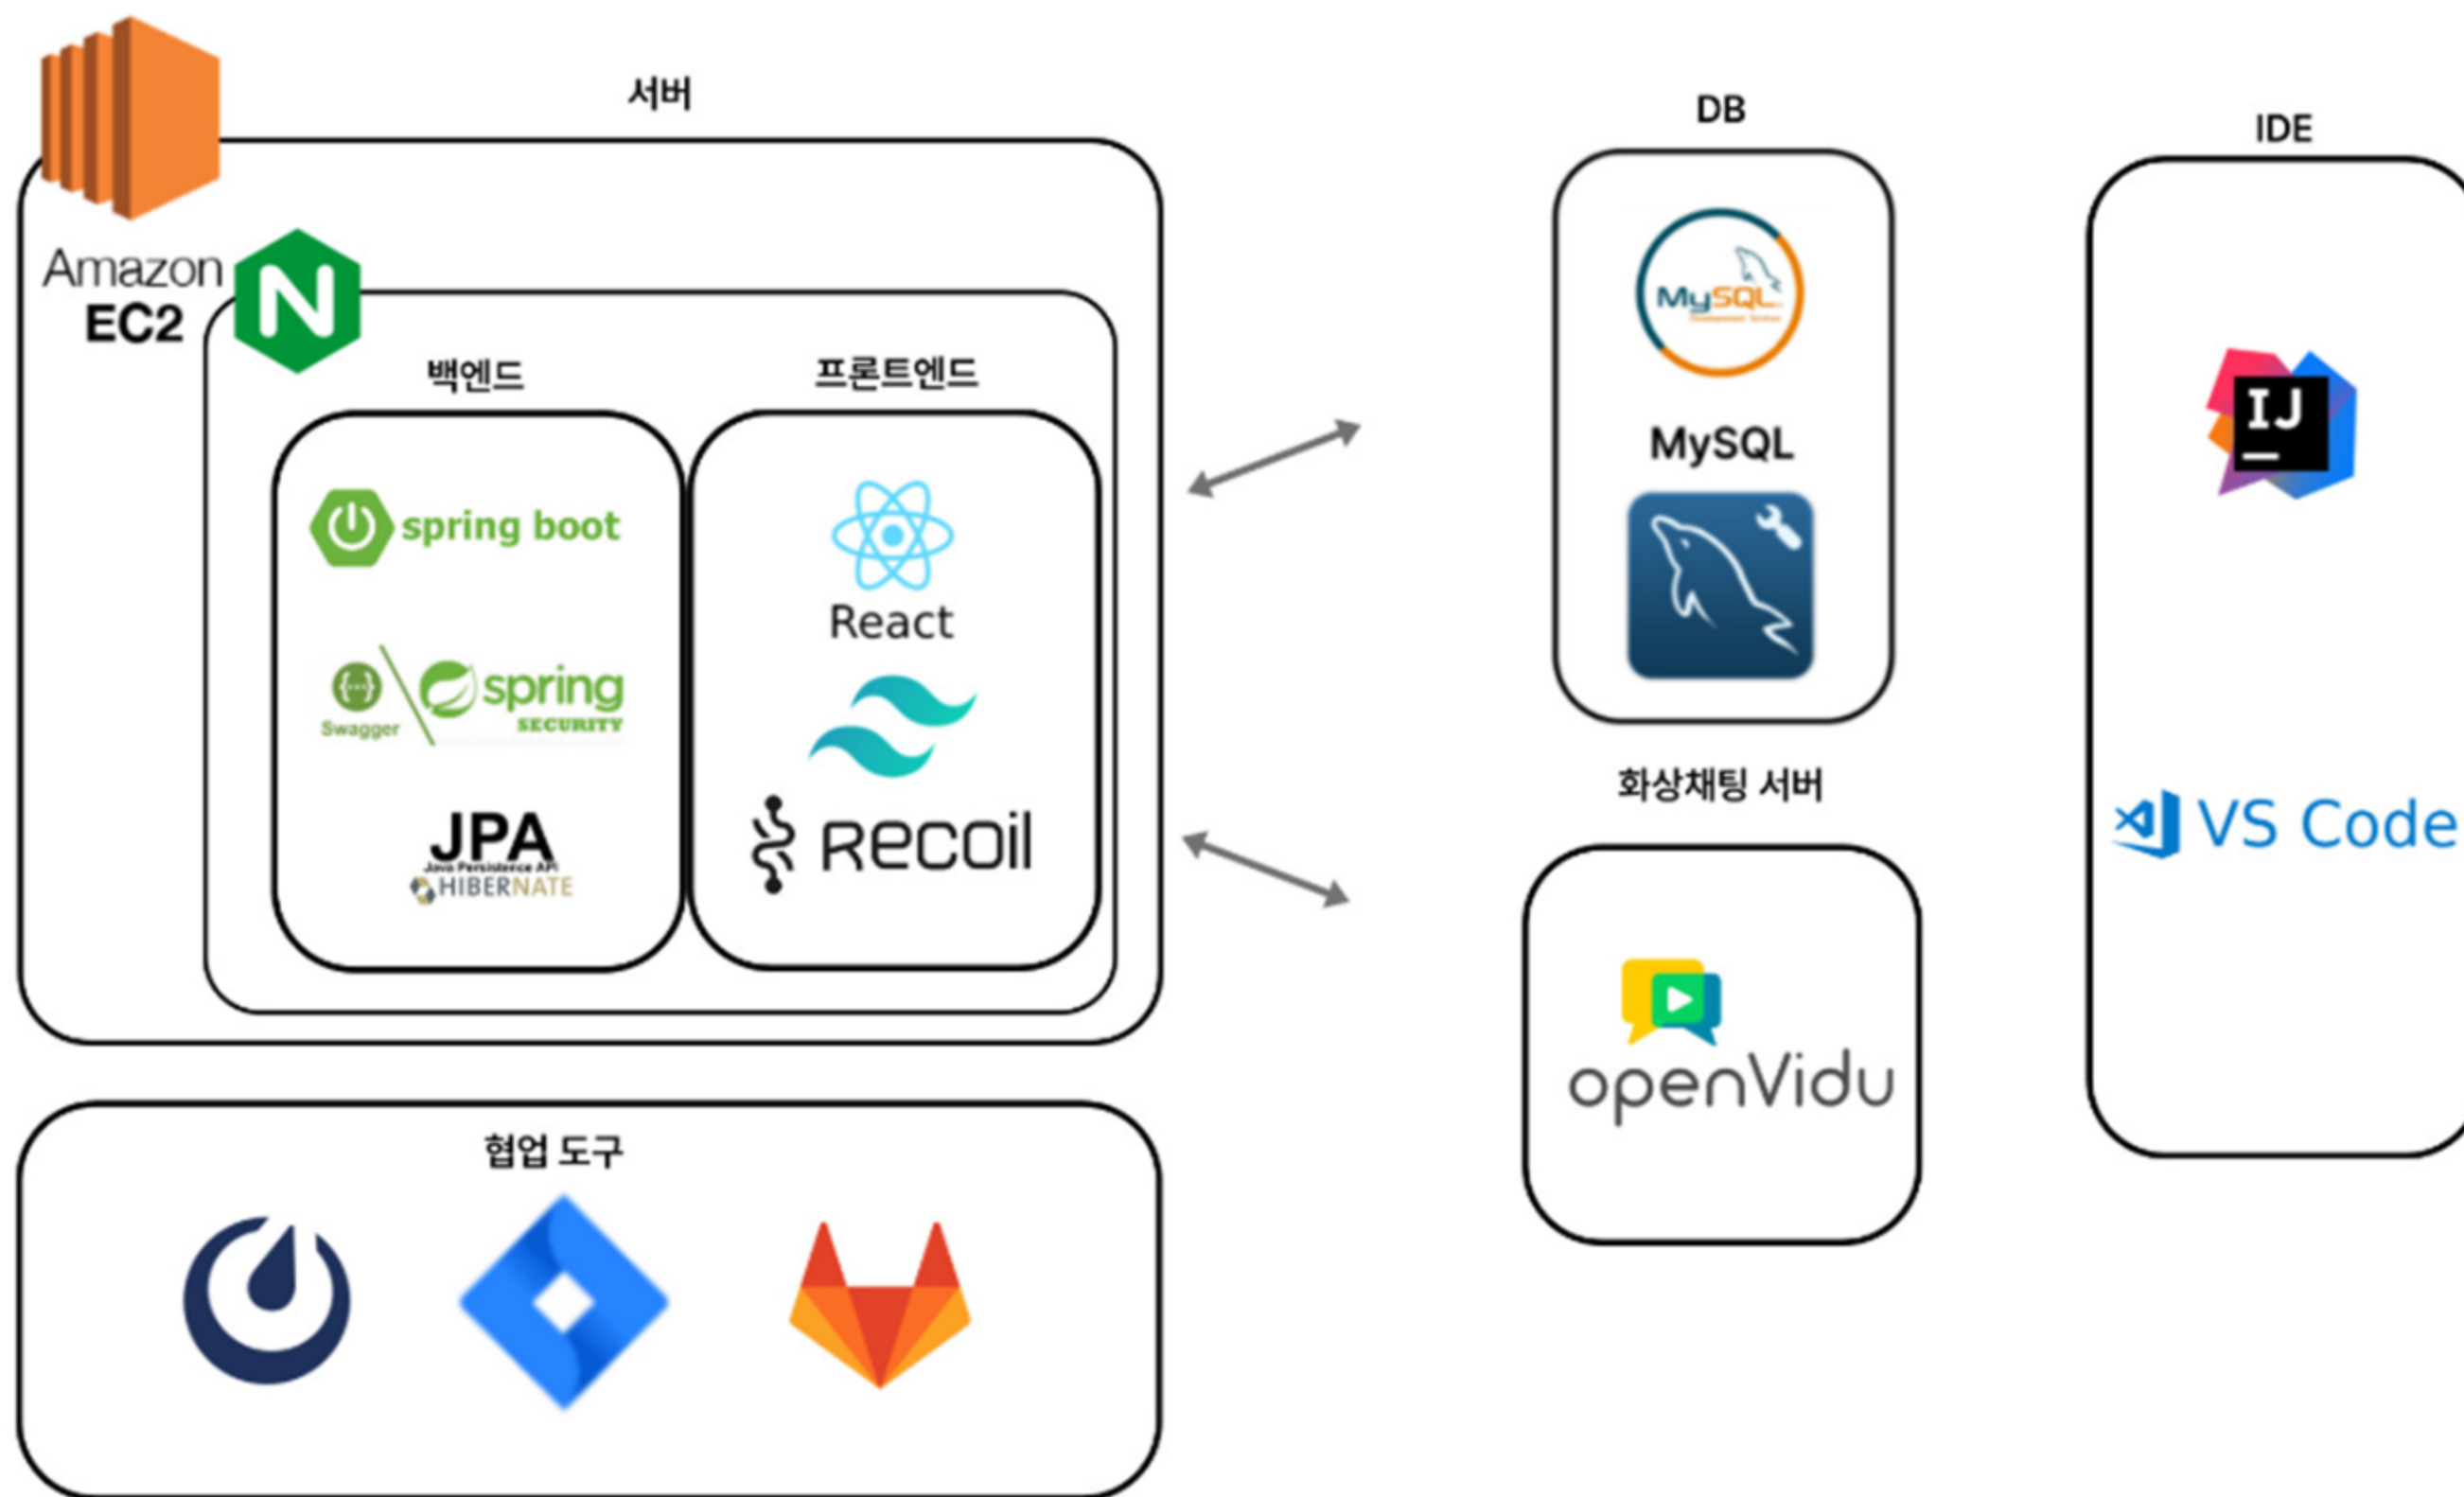 서버
Amazon
EC2
백엔드
프론트엔드
spring boot
Swagger
spring
SECURITY
JPA
Java Persistence API
HIBERNATE
React
RECOIL
DB
MySQL
MySQL
화상채팅 서버
openVidu
IDE
IJ
VS Code
협업 도구